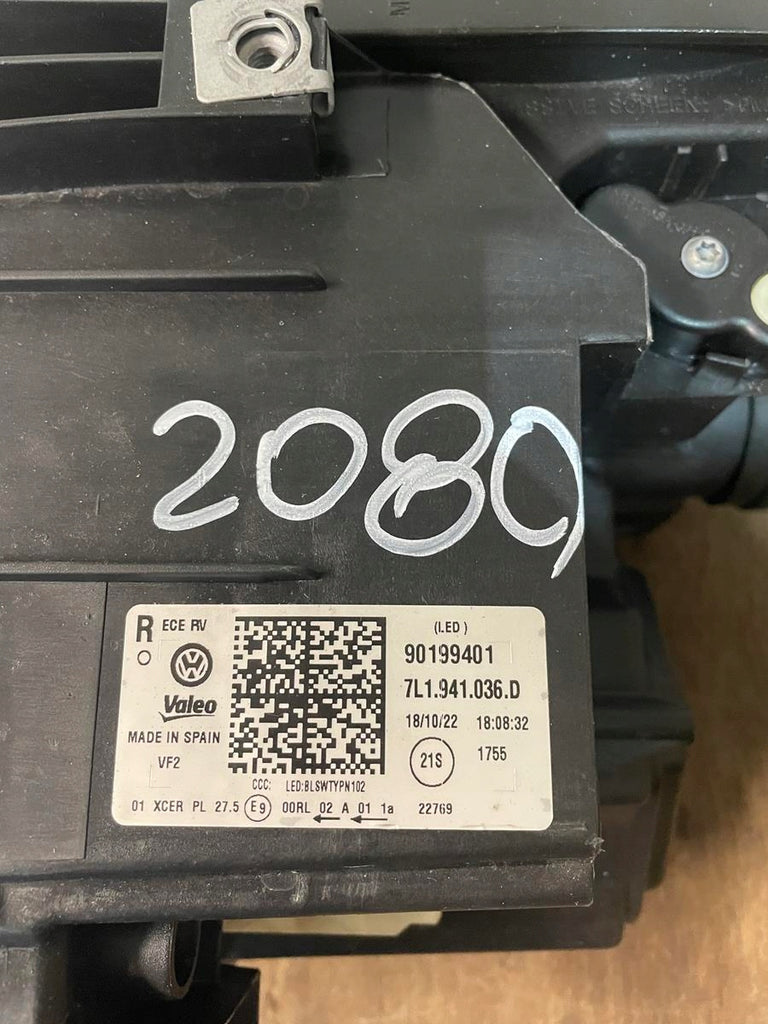 2089
R ECE RV (LED)
90199401
Valeo 7L1.941.036.D
18/10/22 18:08:32
MADE IN SPAIN
VF2 21S 1755
CCC: LED:BLSWTYPN102
01 XCER PL 27.5 E9 00RL 02 A 01 1a 22769